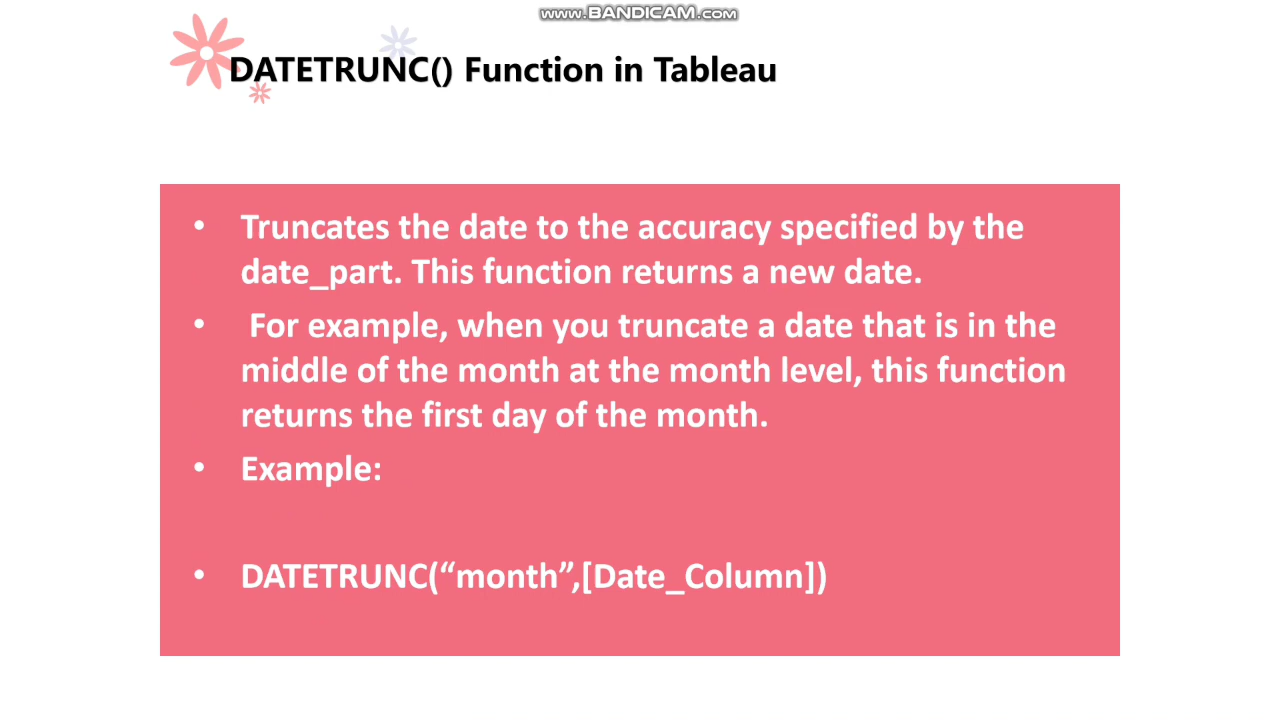 www.BANDICAM.com
DATETRUNC() Function in Tableau
• Truncates the date to the accuracy specified by the
date_part. This function returns a new date.
• For example, when you truncate a date that is in the
middle of the month at the month level, this function
returns the first day of the month.
• Example:
• DATETRUNC(“month”,[Date_Column])